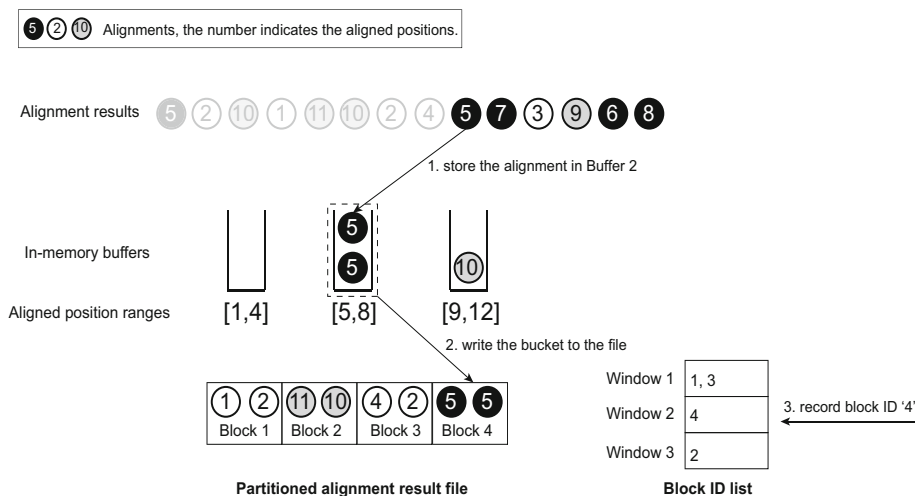 5 2 10 Alignments, the number indicates the aligned positions.
Alignment results 5 2 10 1 11 10 2 4 5 7 3 9 6 8
1. store the alignment in Buffer 2
5
In-memory buffers
5 10
Aligned position ranges [1,4] [5,8] [9,12]
2. write the bucket to the file
Window 1 1, 3
1 2 11 10 4 2 5 5
Window 2 4
3. record block ID ‘4’
Block 1 Block 2 Block 3 Block 4
Window 3 2
Partitioned alignment result file
Block ID list